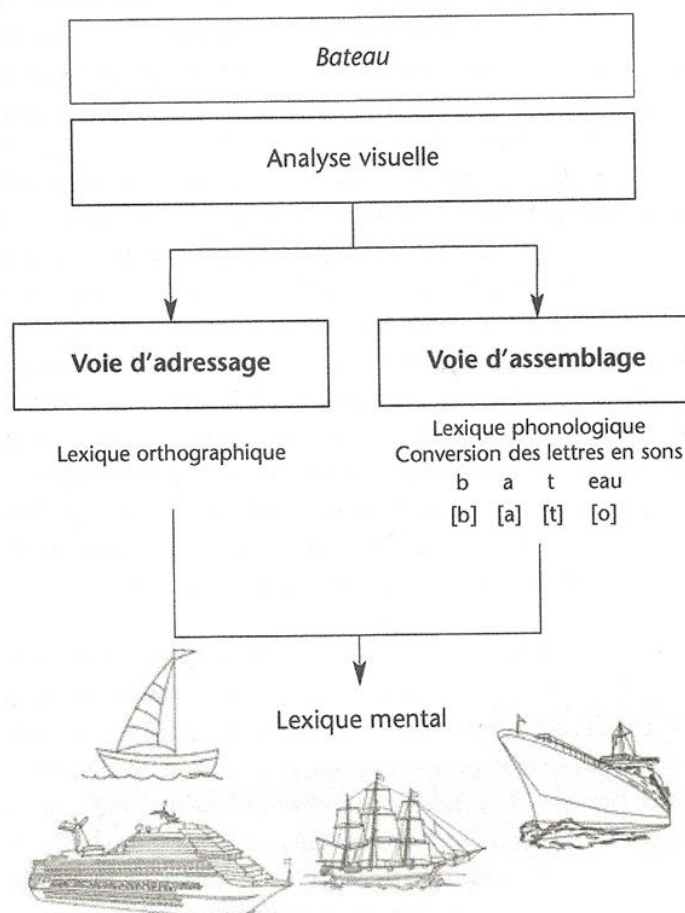 Bateau
Analyse visuelle
Voie d'adressage
Voie d'assemblage
Lexique orthographique
Lexique phonologique
Conversion des lettres en sons
b a t eau
[b] [a] [t] [o]
Lexique mental